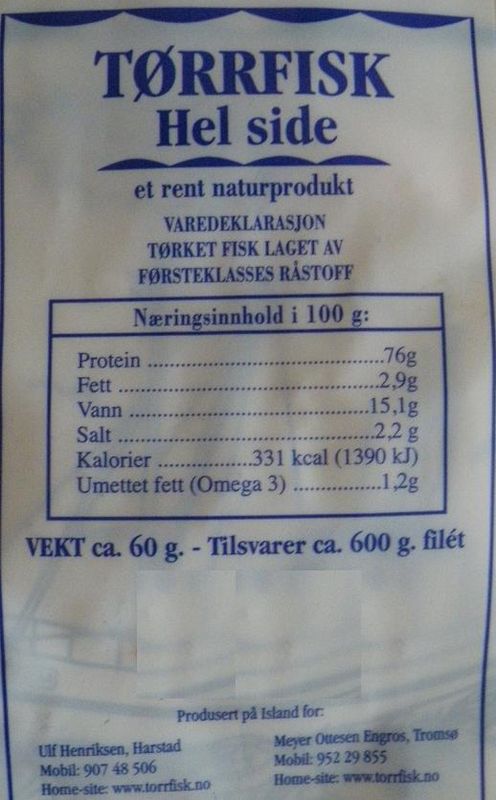 TØRRFISK
Hel side
et rent naturprodukt
VAREDEKLARASJON
TØRKET FISK LAGET AV
FØRSTEKLASSES RÅSTOFF
Næringsinnhold i 100 g:
Protein ........................................76g
Fett ............................................2,9g
Vann ..........................................15,1g
Salt ............................................2,2 g
Kalorier ................331 kcal (1390 kJ)
Umettet fett (Omega 3) ...............1,2g
VEKT ca. 60 g. - Tilsvarer ca. 600 g. filét
Produsert på Island for:
Ulf Henriksen, Harstad
Mobil: 907 48 506
Home-site: www.torrfisk.no
Meyer Ottesen Engros, Tromsø
Mobil: 952 29 855
Home-site: www.torrfisk.no